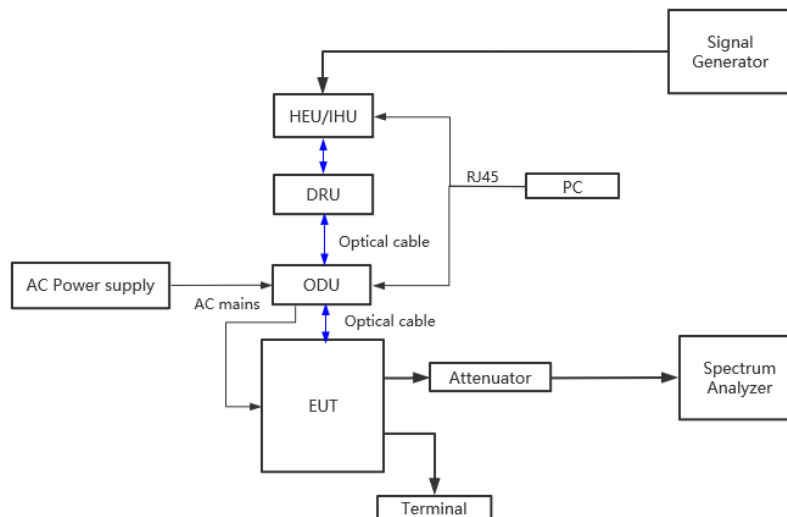 Signal
Generator
HEU/IHU
RJ45
PC
DRU
Optical cable
AC Power supply
ODU
AC mains
Optical cable
EUT
Attenuator
Spectrum
Analyzer
Terminal